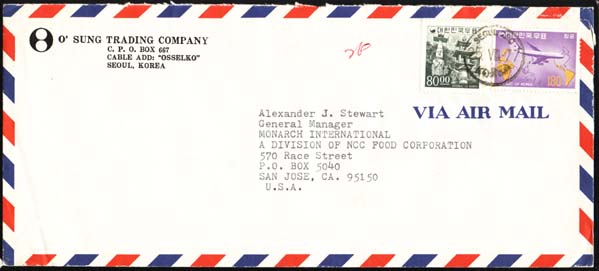 O' SUNG TRADING COMPANY
C. P. O. BOX 667
CABLE ADD: "OSSELKO"
SEOUL, KOREA
대한민국우표
80 00
대한민국우표
180
VIA AIR MAIL
Alexander J. Stewart
General Manager
MONARCH INTERNATIONAL
A DIVISION OF NCC FOOD CORPORATION
570 Race Street
P.O. BOX 5040
SAN JOSE, CA. 95150
U.S.A.